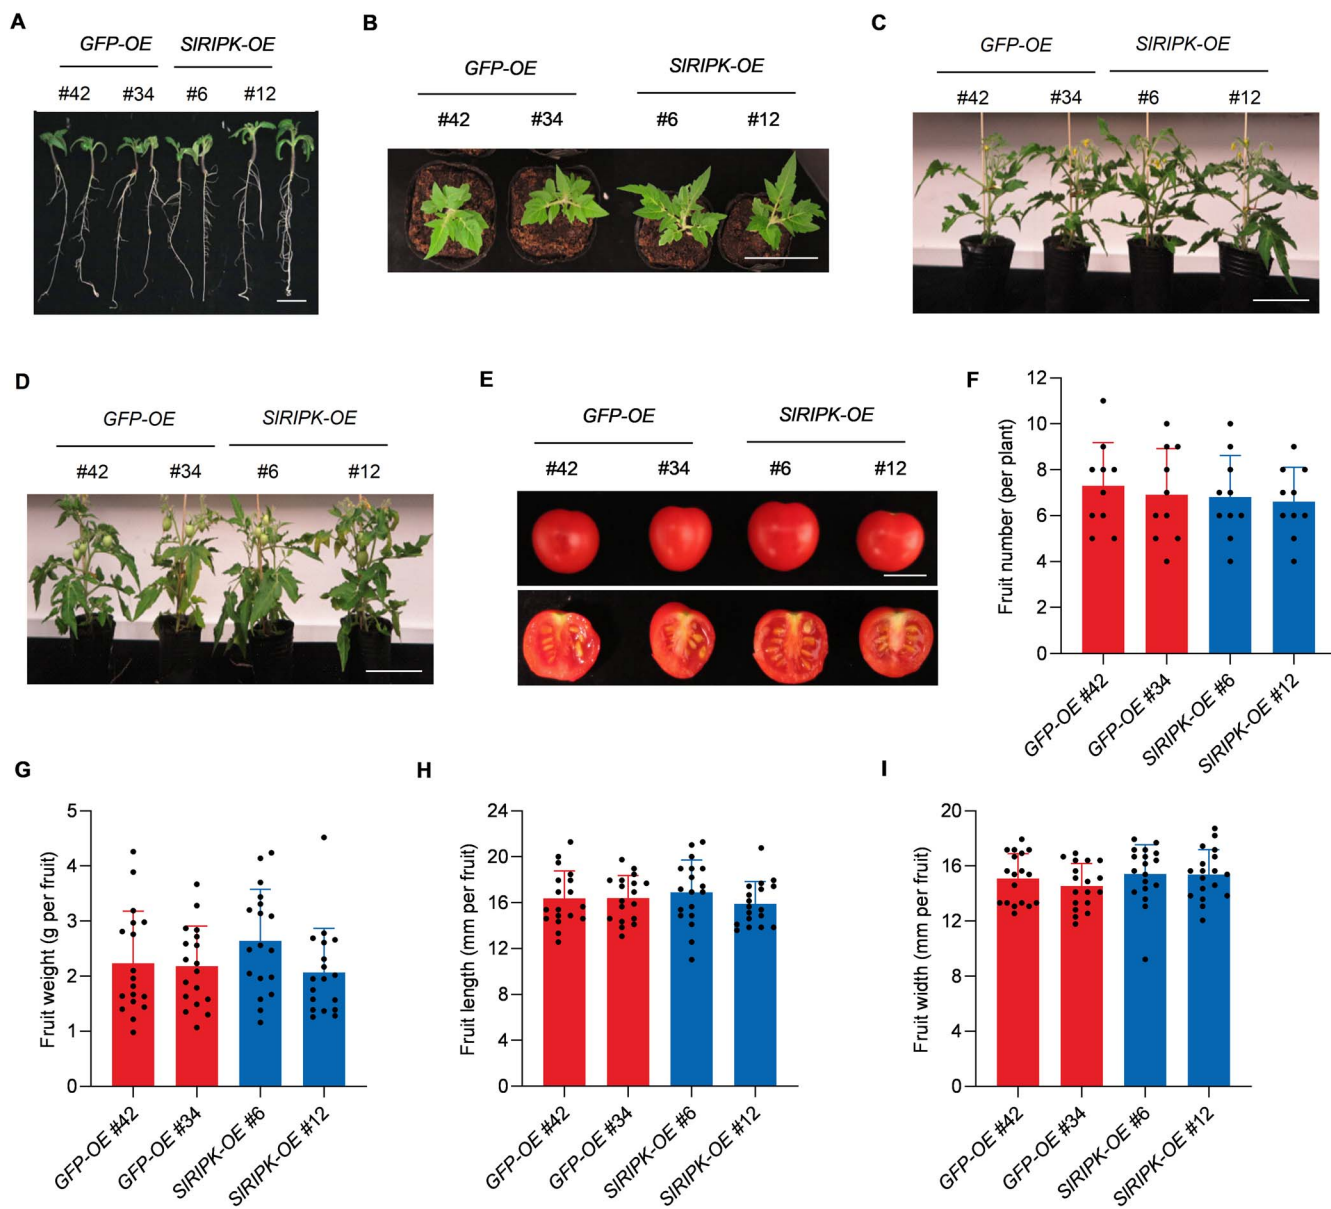 A
GFP-OE SlRIPK-OE
#42 #34 #6 #12
B
GFP-OE SlRIPK-OE
#42 #34 #6 #12
C
GFP-OE SlRIPK-OE
#42 #34 #6 #12
D
GFP-OE SlRIPK-OE
#42 #34 #6 #12
E
GFP-OE SlRIPK-OE
#42 #34 #6 #12
F
Fruit number (per plant)
12
10
8
6
4
2
0
GFP-OE #42
GFP-OE #34
SlRIPK-OE #6
SlRIPK-OE #12
G
Fruit weight (g per fruit)
5
4
3
2
1
0
GFP-OE #42
GFP-OE #34
SlRIPK-OE #6
SlRIPK-OE #12
H
Fruit length (mm per fruit)
24
20
16
12
8
4
0
GFP-OE #42
GFP-OE #34
SlRIPK-OE #6
SlRIPK-OE #12
I
Fruit width (mm per fruit)
20
16
12
8
4
0
GFP-OE #42
GFP-OE #34
SlRIPK-OE #6
SlRIPK-OE #12